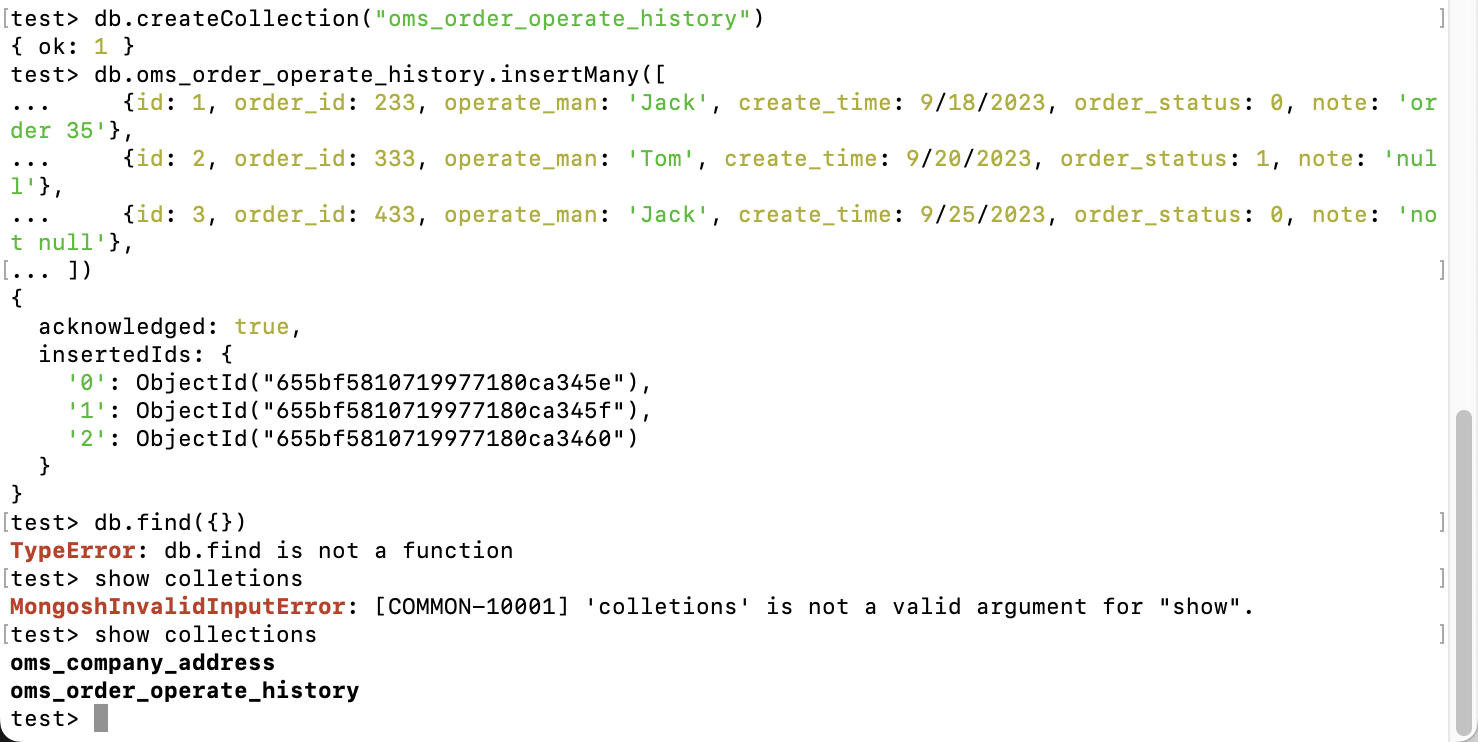 [test> db.createCollection("oms_order_operate_history") ]
{ ok: 1 }
test> db.oms_order_operate_history.insertMany([
...     {id: 1, order_id: 233, operate_man: 'Jack', create_time: 9/18/2023, order_status: 0, note: 'or
der 35'},
...     {id: 2, order_id: 333, operate_man: 'Tom', create_time: 9/20/2023, order_status: 1, note: 'nul
l'},
...     {id: 3, order_id: 433, operate_man: 'Jack', create_time: 9/25/2023, order_status: 0, note: 'no
t null'},
[... ]) ]
{
  acknowledged: true,
  insertedIds: {
    '0': ObjectId("655bf5810719977180ca345e"),
    '1': ObjectId("655bf5810719977180ca345f"),
    '2': ObjectId("655bf5810719977180ca3460")
  }
}
[test> db.find({}) ]
TypeError: db.find is not a function
[test> show colletions ]
MongoshInvalidInputError: [COMMON-10001] 'colletions' is not a valid argument for "show".
[test> show collections ]
oms_company_address
oms_order_operate_history
test>